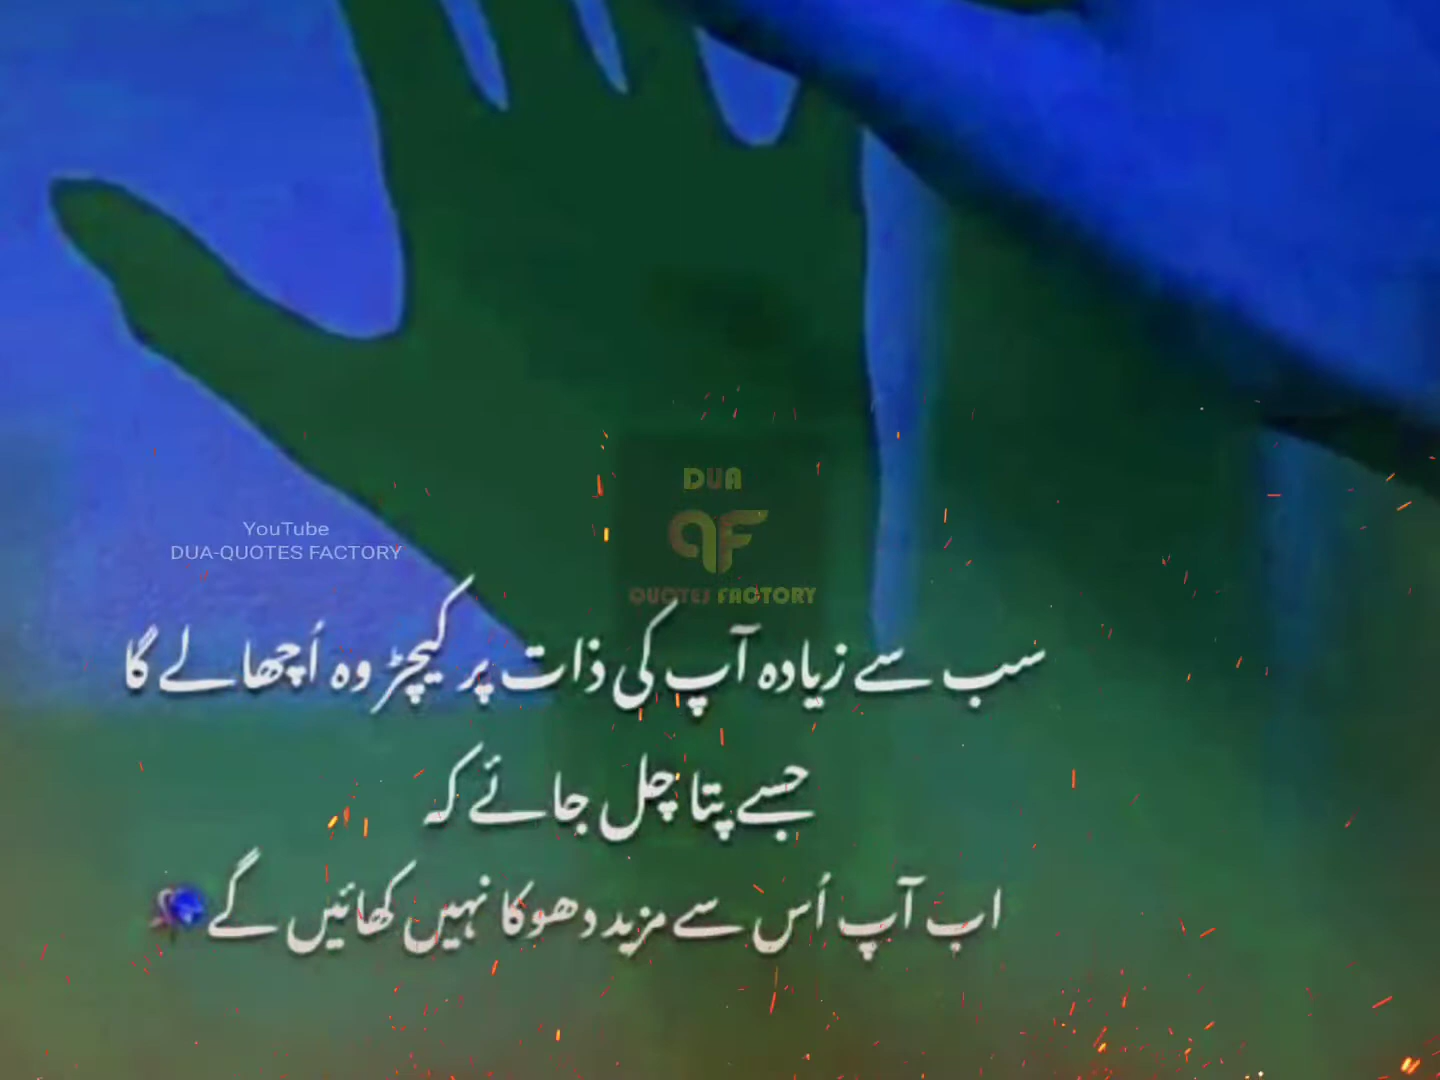 DUA
QF
QUOTES FACTORY
YouTube
DUA-QUOTES FACTORY
سب سے زیادہ آپ کی ذات پر کیچڑ وہ اُچھالے گا
جسے پتا چل جائے کہ
اب آپ اُس سے مزید دھوکا نہیں کھائیں گے